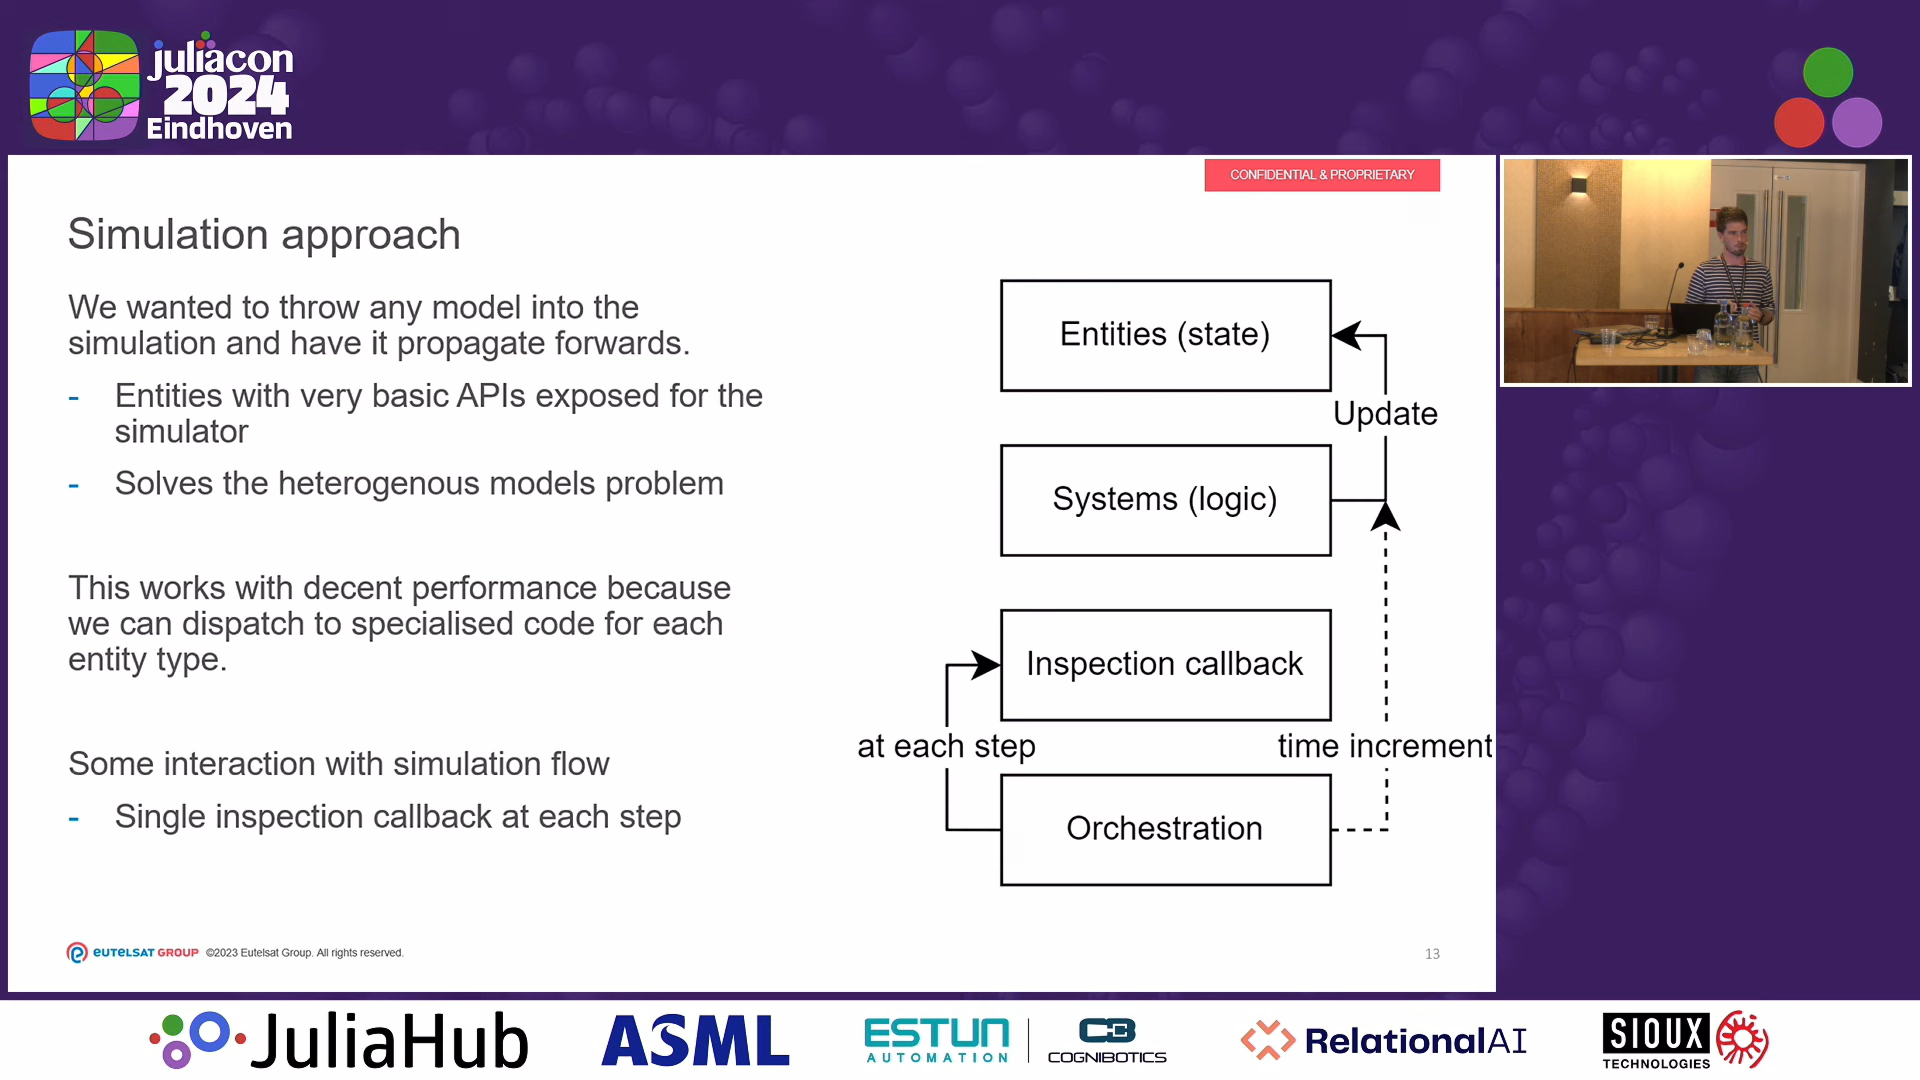 juliacon
2024
Eindhoven
CONFIDENTIAL & PROPRIETARY
Simulation approach
We wanted to throw any model into the
simulation and have it propagate forwards.
- Entities with very basic APIs exposed for the
simulator
- Solves the heterogenous models problem
This works with decent performance because
we can dispatch to specialised code for each
entity type.
Some interaction with simulation flow
- Single inspection callback at each step
Entities (state)
Update
Systems (logic)
Inspection callback
at each step
time increment
Orchestration
EUTELSAT GROUP ©2023 Eutelsat Group. All rights reserved.
13
JuliaHub
ASML
ESTUN
AUTOMATION
COGNIBOTICS
RelationalAI
SIOUX
TECHNOLOGIES